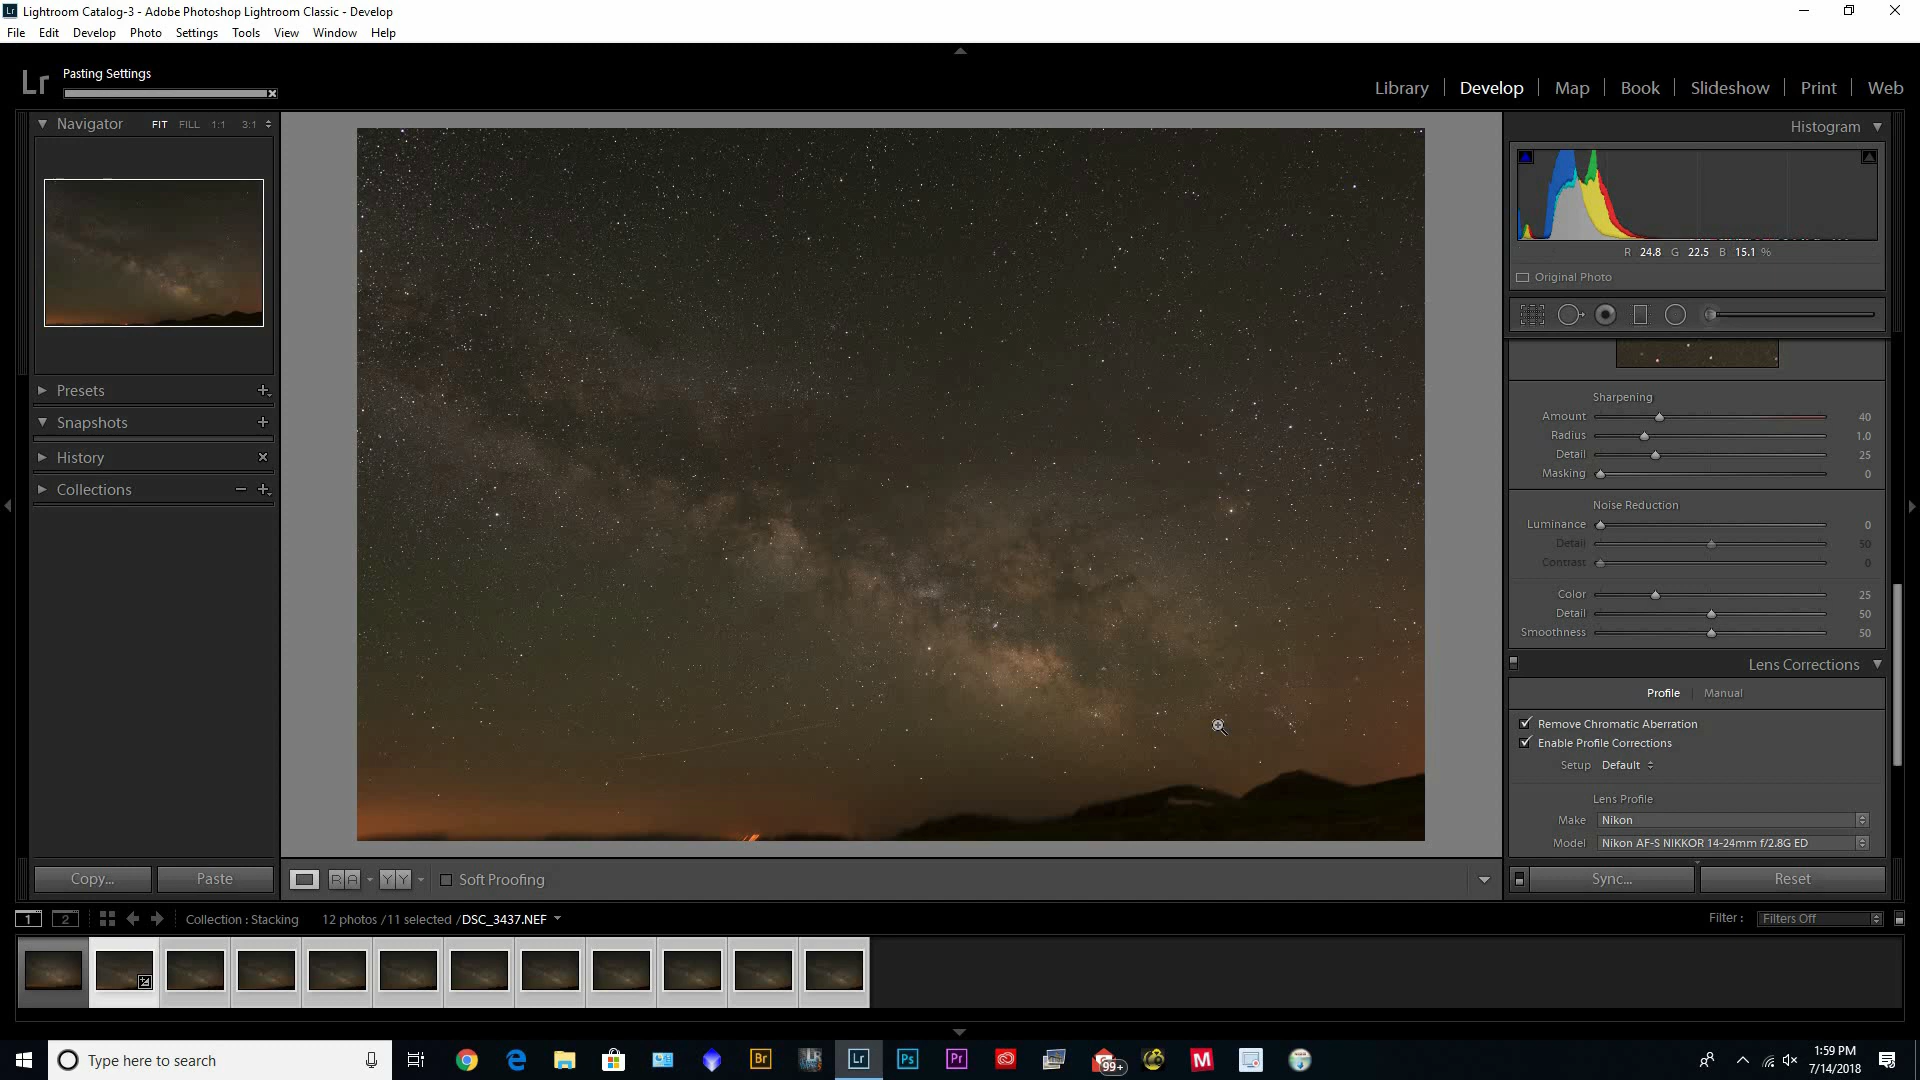 Lightroom Catalog-3 - Adobe Photoshop Lightroom Classic - Develop
File Edit Develop Photo Settings Tools View Window Help
Lr Pasting Settings
Library Develop Map Book Slideshow Print Web
Navigator FIT FILL 1:1 3:1
Presets
Snapshots
History
Collections
Copy... Paste
Soft Proofing
Histogram
R 24.8 G 22.5 B 15.1 %
Original Photo
Sharpening
Amount 40
Radius 1.0
Detail 25
Masking 0
Noise Reduction
Luminance 0
Detail 50
Contrast 0
Color 25
Detail 50
Smoothness 50
Lens Corrections
Profile Manual
Remove Chromatic Aberration
Enable Profile Corrections
Setup Default
Lens Profile
Make Nikon
Model Nikon AF-S NIKKOR 14-24mm f/2.8G ED
Sync... Reset
1 2 Collection : Stacking 12 photos /11 selected /DSC_3437.NEF
Filter : Filters Off
Type here to search
Br Lr Ps Pr 99+ M
1:59 PM
7/14/2018